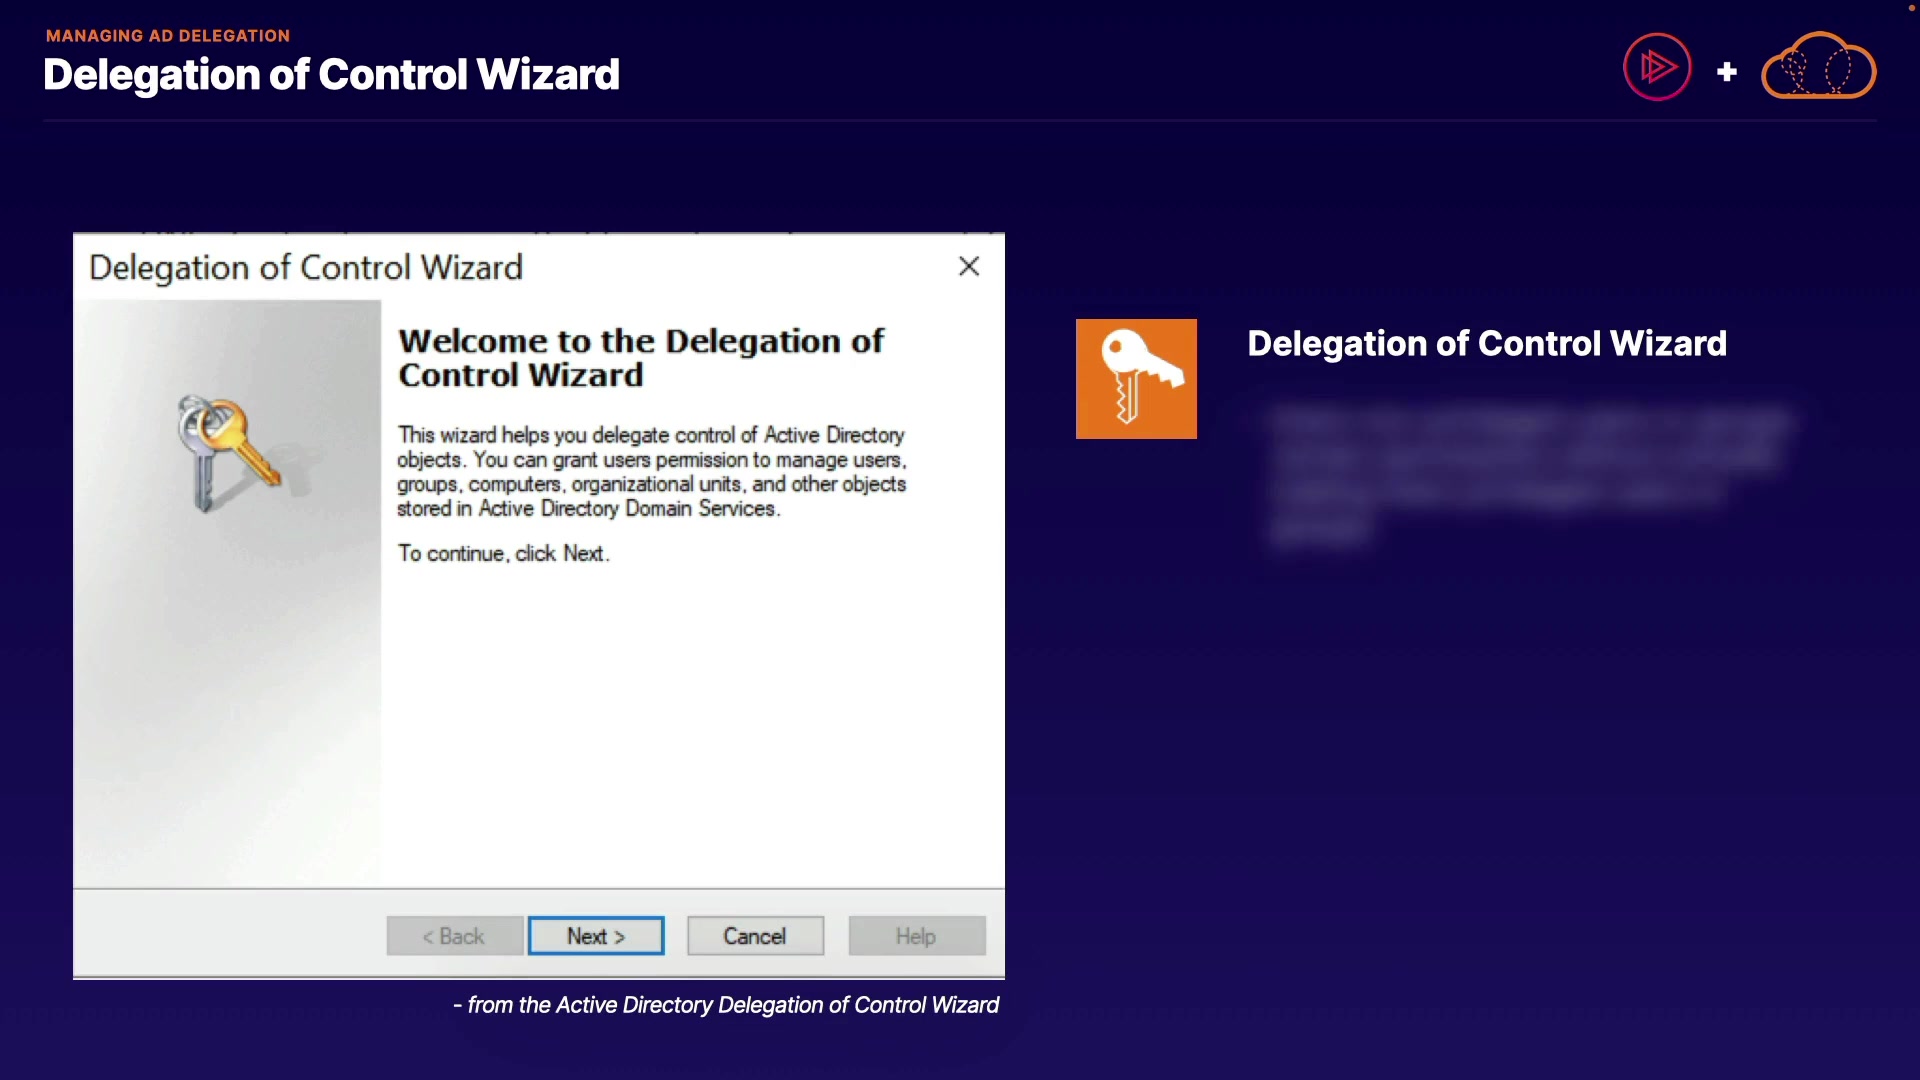 MANAGING AD DELEGATION
Delegation of Control Wizard
+
Delegation of Control Wizard
Welcome to the Delegation of
Control Wizard
This wizard helps you delegate control of Active Directory
objects. You can grant users permission to manage users,
groups, computers, organizational units, and other objects
stored in Active Directory Domain Services.
To continue, click Next.
< Back
Next >
Cancel
Help
- from the Active Directory Delegation of Control Wizard
Delegation of Control Wizard